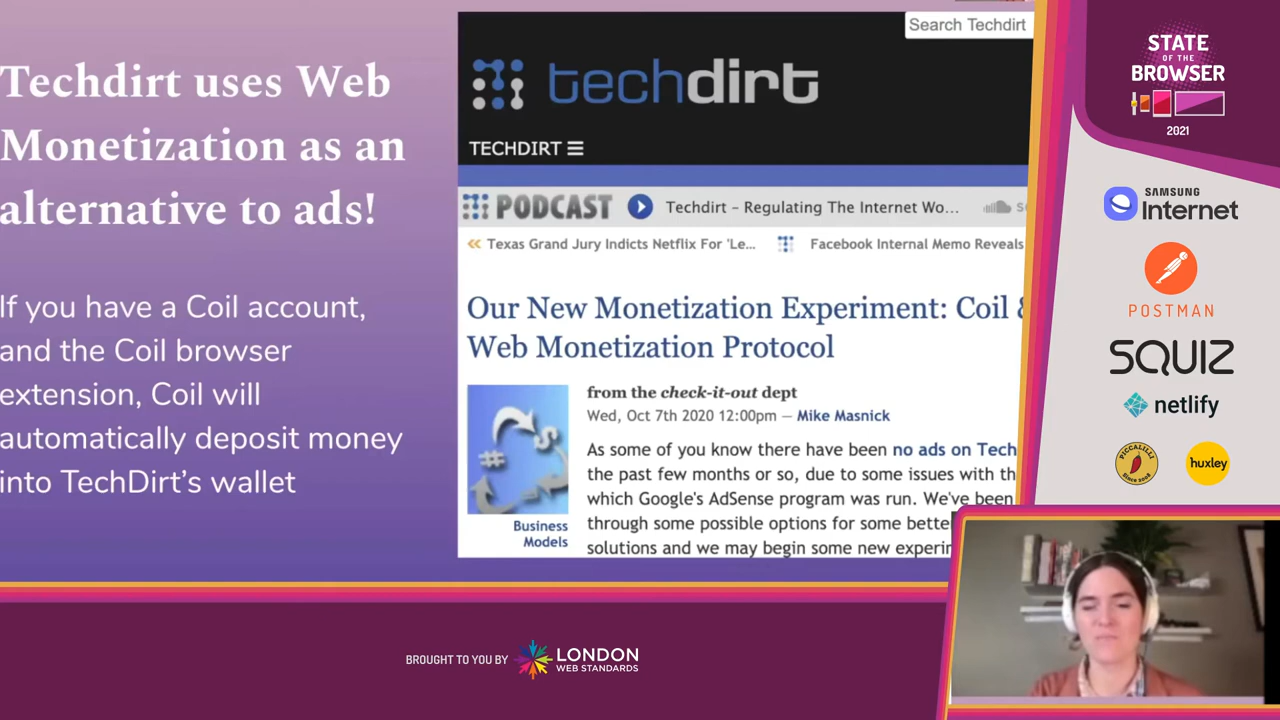 Techdirt uses Web
Monetization as an
alternative to ads!
If you have a Coil account,
and the Coil browser
extension, Coil will
automatically deposit money
into TechDirt's wallet
Search Techdirt
techdirt
TECHDIRT
PODCAST
Techdirt – Regulating The Internet Wo...
« Texas Grand Jury Indicts Netflix For 'Le...
Facebook Internal Memo Reveals
Our New Monetization Experiment: Coil &
Web Monetization Protocol
from the check-it-out dept
Wed, Oct 7th 2020 12:00pm — Mike Masnick
Business
Models
As some of you know there have been no ads on Tech
the past few months or so, due to some issues with th
which Google's AdSense program was run. We've been
through some possible options for some bette
solutions and we may begin some new experin
STATE
OF THE
BROWSER
2021
SAMSUNG
Internet
POSTMAN
SQUIZ
netlify
PICCALILLI
Since 2018
huxley
BROUGHT TO YOU BY
LONDON
WEB STANDARDS